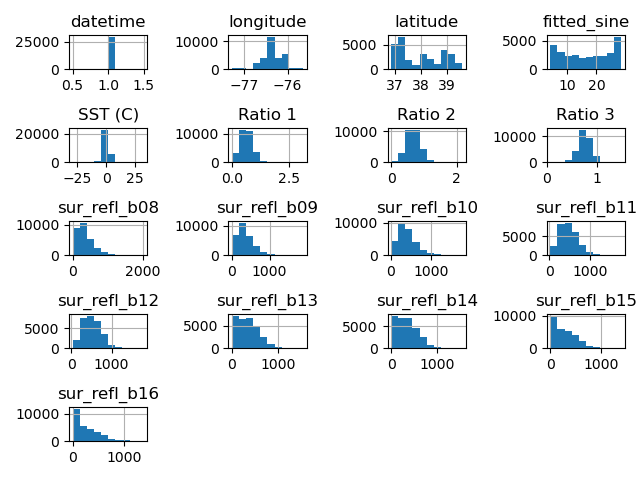 datetime
25000
0
0.5 1.0 1.5
longitude
10000
0
−77 −76
latitude
5000
0
37 38 39
fitted_sine
5000
0
10 20
SST (C)
20000
0
−25 0 25
Ratio 1
10000
0
0.0 2.5
Ratio 2
10000
0
0 2
Ratio 3
10000
0
0 1
sur_refl_b08
10000
0
0 2000
sur_refl_b09
10000
0
0 1000
sur_refl_b10
10000
0
0 1000
sur_refl_b11
5000
0
0 1000
sur_refl_b12
5000
0
0 1000
sur_refl_b13
5000
0
0 1000
sur_refl_b14
5000
0
0 1000
sur_refl_b15
10000
0
0 1000
sur_refl_b16
10000
0
0 1000